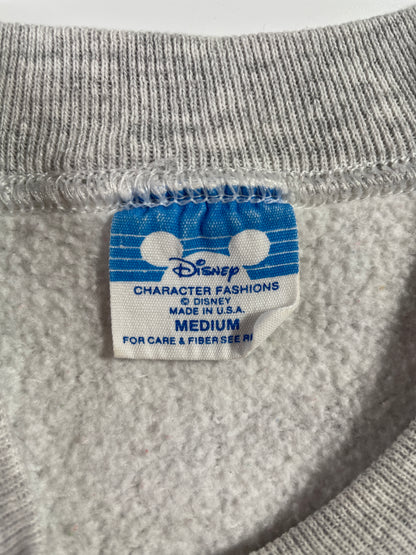 Disney
CHARACTER FASHIONS
© DISNEY
MADE IN U.S.A.
MEDIUM
FOR CARE & FIBER SEE